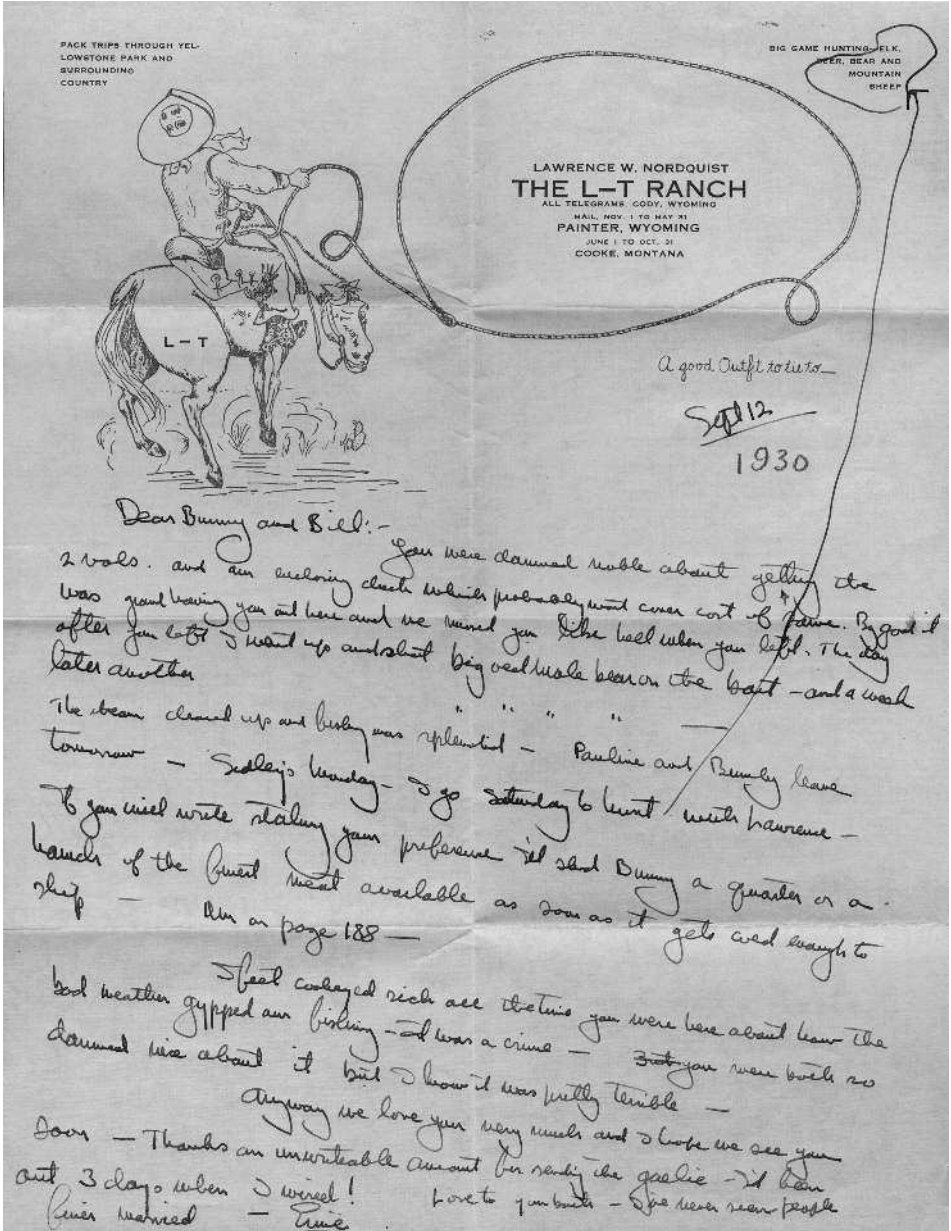 PACK TRIPS THROUGH YEL-
LOWSTONE PARK AND
SURROUNDING
COUNTRY
BIG GAME HUNTING—ELK,
DEER, BEAR AND
MOUNTAIN
SHEEP
LAWRENCE W. NORDQUIST
THE L–T RANCH
ALL TELEGRAMS, CODY, WYOMING
MAIL, NOV. 1 TO MAY 31
PAINTER, WYOMING
JUNE 1 TO OCT. 31
COOKE, MONTANA
L–T
A good Outfit to tie to—
Sept 12
1930
Dear Bunny and Bill:-
You were damned noble about getting the
2 vols. and am enclosing check which probably wont cover cost of same. By god it
was grand having you out here and we missed you like hell when you left. The day
after you left I went up and shot big old male bear on the bait – and a week
later another " " " " —
The stream cleared up and fishing was splendid – Pauline and Bumby leave
tomorrow – Sidley's Monday – I go Saturday to hunt with Lawrence –
If you will write stating your preference I'll send Bunny a quarter or a
haunch of the finest meat available as soon as it gets cold enough to
ship — Am on page 188 —
I feel cockeyed sick all the time you were here about how the
bad weather gypped our fishing – It was a crime – But you were both so
damned nice about it but I know it was pretty terrible —
Anyway we love you very much and I hope we see you
soon – Thanks an unwriteable amount for sending the gaelic – I'd been
out 3 days when I wired! Love to you both – I've never seen people
finer married – Ernie.